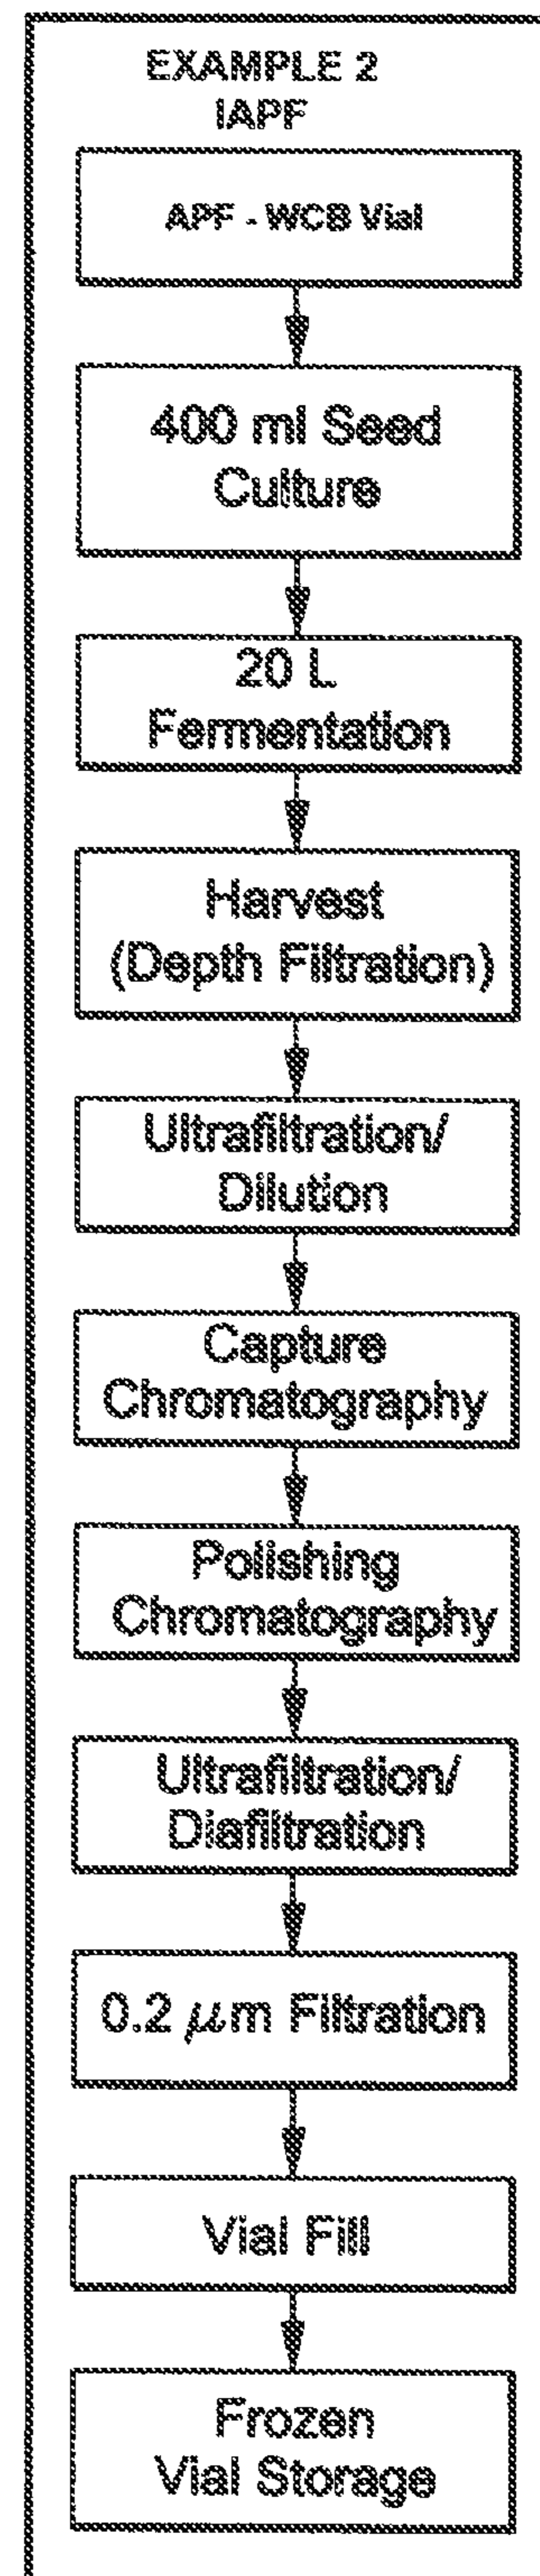 EXAMPLE 2
IAPF
APF - WCB Vial
400 ml Seed
Culture
20 L
Fermentation
Harvest
(Depth Filtration)
Ultrafiltration/
Dilution
Capture
Chromatography
Polishing
Chromatography
Ultrafiltration/
Diafiltration
0.2 μm Filtration
Vial Fill
Frozen
Vial Storage